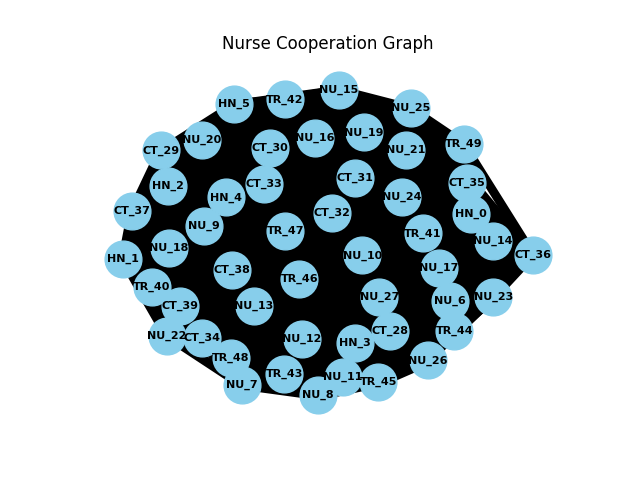 Nurse Cooperation Graph
NU_15
TR_42
HN_5
NU_25
NU_19
NU_16
NU_20
TR_49
CT_30
CT_29
NU_21
CT_31
CT_35
CT_33
HN_2
HN_4
NU_24
CT_37
CT_32
HN_0
NU_9
TR_47
TR_41
NU_14
NU_18
NU_10
CT_36
HN_1
NU_17
CT_38
TR_46
TR_40
NU_27
NU_23
NU_6
CT_39
NU_13
CT_28
TR_44
NU_22
CT_34
NU_12
HN_3
TR_48
NU_26
TR_43
NU_11
TR_45
NU_7
NU_8